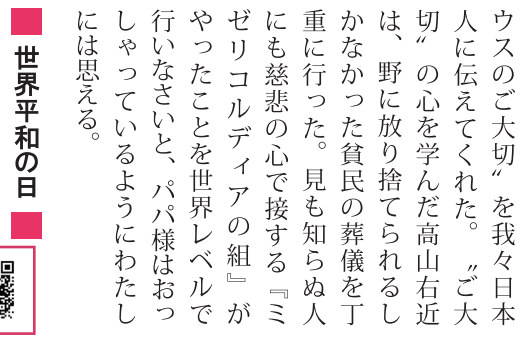 ウスのご大切〟を我々日本
人に伝えてくれた。〝ご大
切〟の心を学んだ高山右近
は、野に放り捨てられるし
かなかった貧民の葬儀を丁
重に行った。見も知らぬ人
にも慈悲の心で接する『ミ
ゼリコルディアの組』が
やったことを世界レベルで
行いなさいと、パパ様はおっ
しゃっているようにわたし
には思える。
世界平和の日